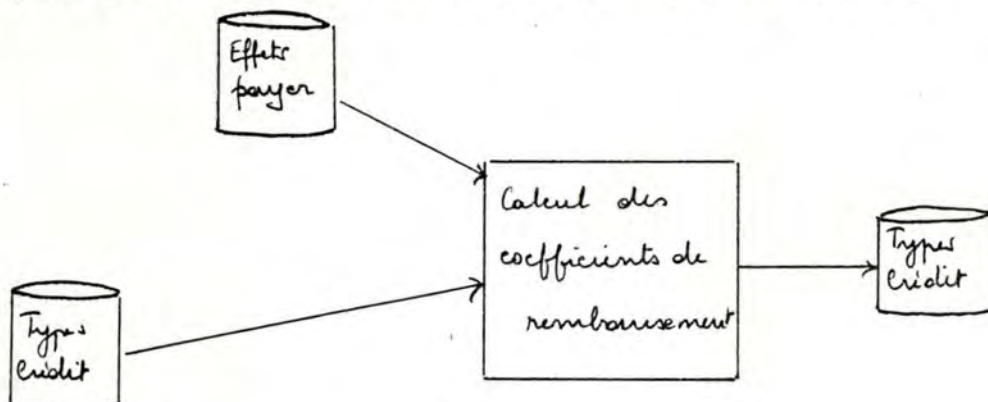 Effets
payer
Calcul des
coefficients de
remboursement
Types
Crédit
Types
Crédit